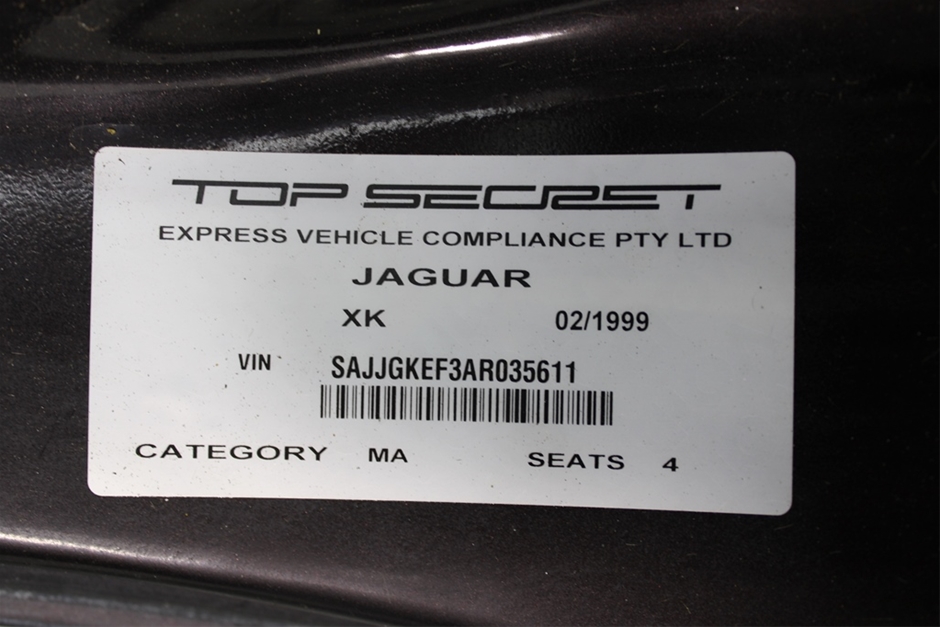 TOP SECRET
EXPRESS VEHICLE COMPLIANCE PTY LTD
JAGUAR
XK 02/1999
VIN SAJJGKEF3AR035611
CATEGORY MA SEATS 4